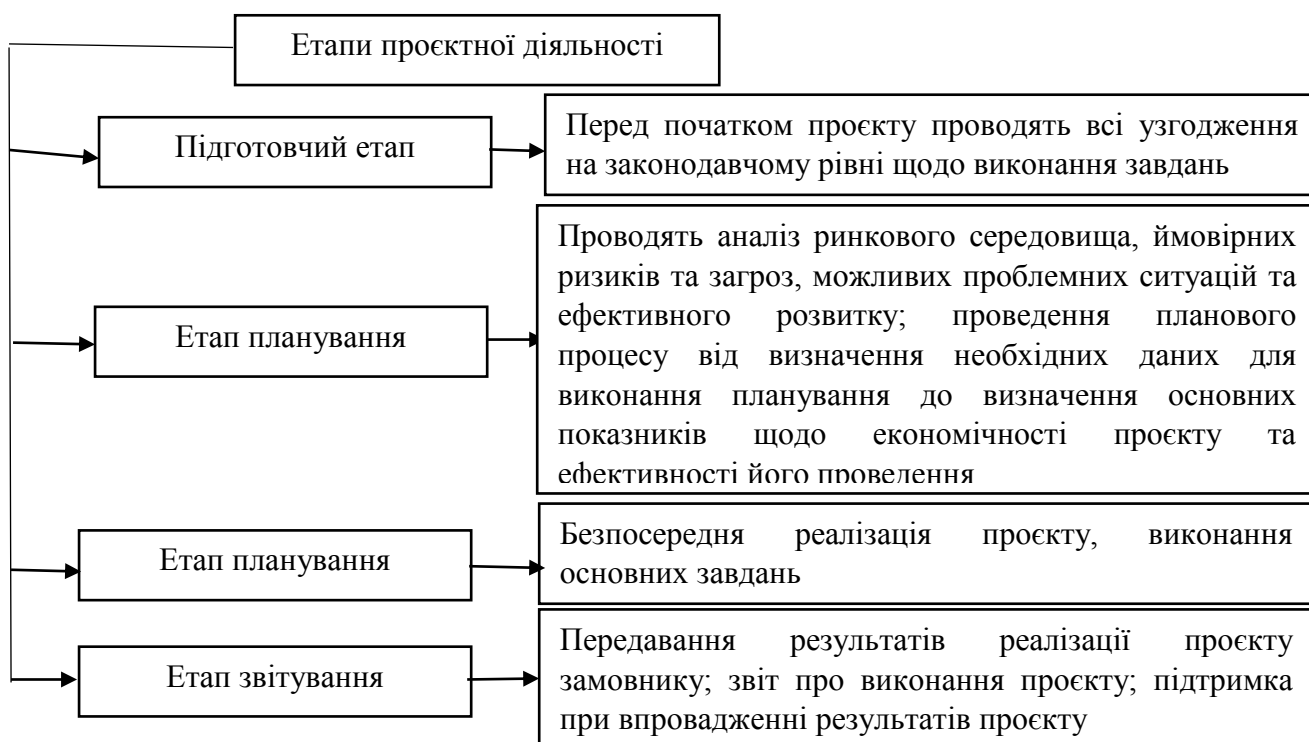 Етапи проєктної діяльності
Підготовчий етап
Перед початком проєкту проводять всі узгодження
на законодавчому рівні щодо виконання завдань
Етап планування
Проводять аналіз ринкового середовища, ймовірних
ризиків та загроз, можливих проблемних ситуацій та
ефективного розвитку; проведення планового
процесу від визначення необхідних даних для
виконання планування до визначення основних
показників щодо економічності проєкту та
ефективності його проведення
Етап планування
Безпосередня реалізація проєкту, виконання
основних завдань
Етап звітування
Передавання результатів реалізації проєкту
замовнику; звіт про виконання проєкту; підтримка
при впровадженні результатів проєкту